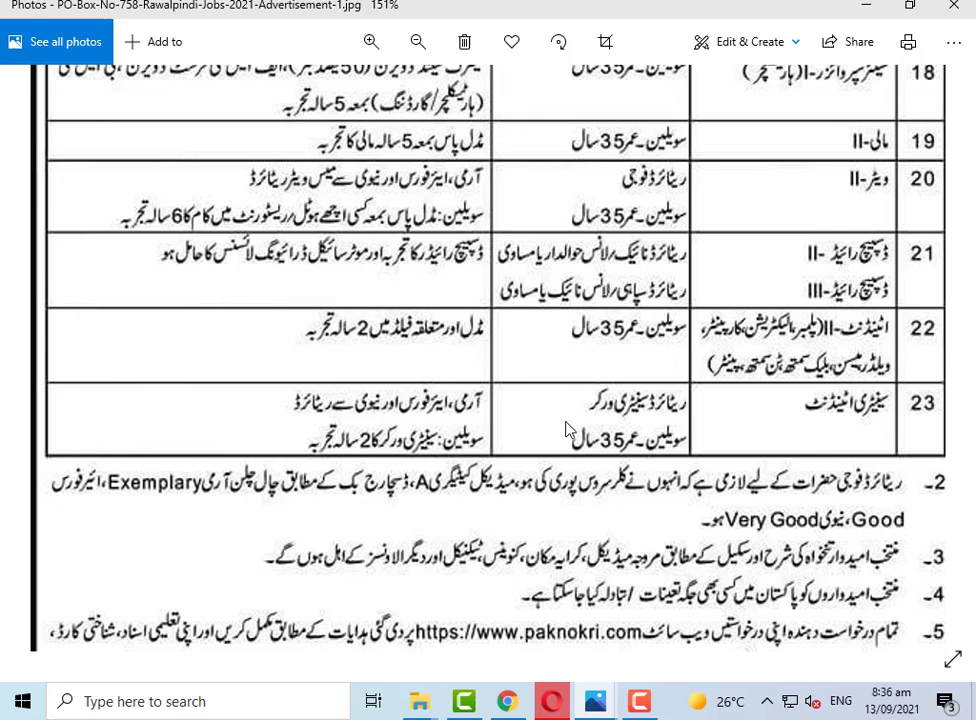 Photos - PO-Box-No-758-Rawalpindi-Jobs-2021-Advertisement-1.jpg 151%
See all photos
Add to
Edit & Create
Share
18
(ہارٹیکلچر/گارڈننگ) بمعہ 5 سالہ تجربہ
19 مالی-II سویلین۔عمر 35 سال مڈل پاس بمعہ 5 سالہ مالی کا تجربہ
20 ویٹر-II ریٹائرڈ فوجی آرمی، ایئرفورس اور نیوی سے میس ویٹر ریٹائرڈ
سویلین۔عمر 35 سال سویلین: مڈل پاس بمعہ کسی اچھے ہوٹل/ریسٹورنٹ میں کام کا 6 سالہ تجربہ
21 ڈسپیچ رائیڈ-II ریٹائرڈ نائیک/لانس حوالدار یا مساوی ڈسپیچ رائیڈر کا تجربہ اور موٹر سائیکل ڈرائیونگ لائسنس کا حامل ہو
ڈسپیچ رائیڈ-III ریٹائرڈ سپاہی/لانس نائیک یا مساوی
22 اٹینڈنٹ-II (پلمبر، الیکٹریشن، کارپینٹر، سویلین۔عمر 35 سال مڈل اور متعلقہ فیلڈ میں 2 سالہ تجربہ
ویلڈر، میسن، بلیک سمتھ، ٹن سمتھ، پینٹر)
23 سینیٹری اٹینڈنٹ ریٹائرڈ سینیٹری ورکر آرمی، ایئرفورس اور نیوی سے ریٹائرڈ
سویلین۔عمر 35 سال سویلین: سینیٹری ورکر کا 2 سالہ تجربہ
2۔ ریٹائرڈ فوجی حضرات کے لیے لازمی ہے کہ انہوں نے کلر سروس پوری کی ہو، میڈیکل کیٹیگری A، ڈسچارج بک کے مطابق چال چلن آرمی Exemplary، ائیرفورس
Good، نیوی Very Good ہو۔
3۔ منتخب امیدوار تنخواہ کی شرح اور سکیل کے مطابق مروجہ میڈیکل، کرایہ مکان، کنوینس، ٹیکنیکل اور دیگر الاونسز کے اہل ہوں گے۔
4۔ منتخب امیدواروں کو پاکستان میں کسی بھی جگہ تعینات / تبادلہ کیا جا سکتا ہے۔
5۔ تمام درخواست دہندہ اپنی درخواستیں ویب سائٹ https://www.paknokri.com پر دی گئی ہدایات کے مطابق مکمل کریں اور اپنی تعلیمی اسناد، شناختی کارڈ،
Type here to search
26°C
ENG
8:36 am
13/09/2021
3